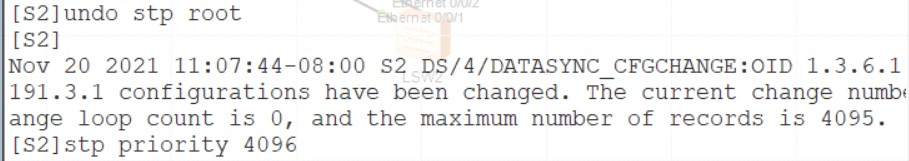 Ethernet 0/0/2
[S2]undo stp root
Ethernet 0/0/1
[S2]
Nov 20 2021 11:07:44-08:00 S2 DS/4/DATASYNC_CFGCHANGE:OID 1.3.6.1
LSW2
191.3.1 configurations have been changed. The current change numbe
ange loop count is 0, and the maximum number of records is 4095.
[S2]stp priority 4096